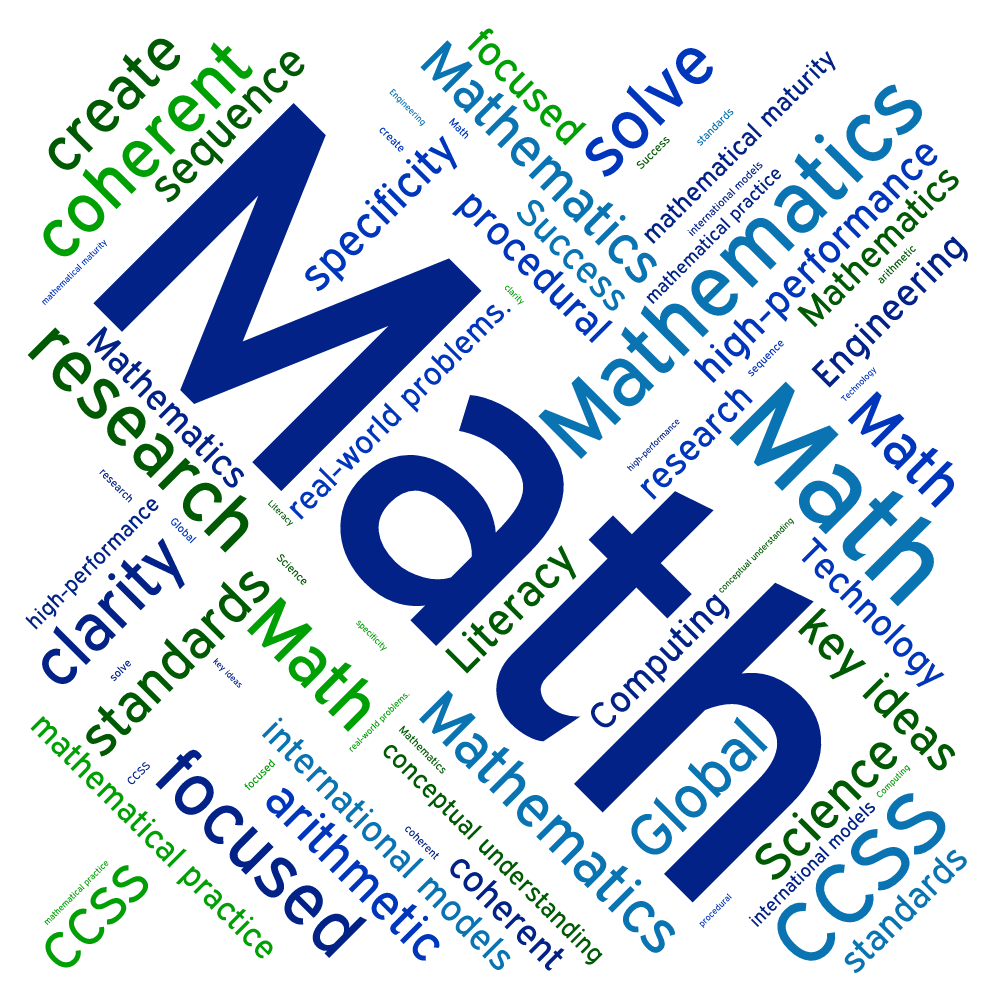 create
coherent
sequence
focused
Mathematics
solve
Engineering
create
Math
specificity
Success
standards
mathematical maturity
international models
mathematical practice
Mathematics
high-performance
Mathematics
arithmetic
Engineering
procedural
Success
clarity
mathematical maturity
Math
research
Mathematics
real-world problems.
sequence
Technology
high-performance
research
Math
Math
research
Global
Literacy
high-performance
clarity
Science
standards
Math
specificity
Literacy
conceptual understanding
Technology
Computing
key ideas
solve
key ideas
real-world problems.
mathematical practice
CCSS
focused
focused
international models
arithmetic
Mathematics
conceptual understanding
Mathematics
coherent
coherent
Global
Science
Computing
international models
CCSS
standards
procedural
mathematical practice
CCSS